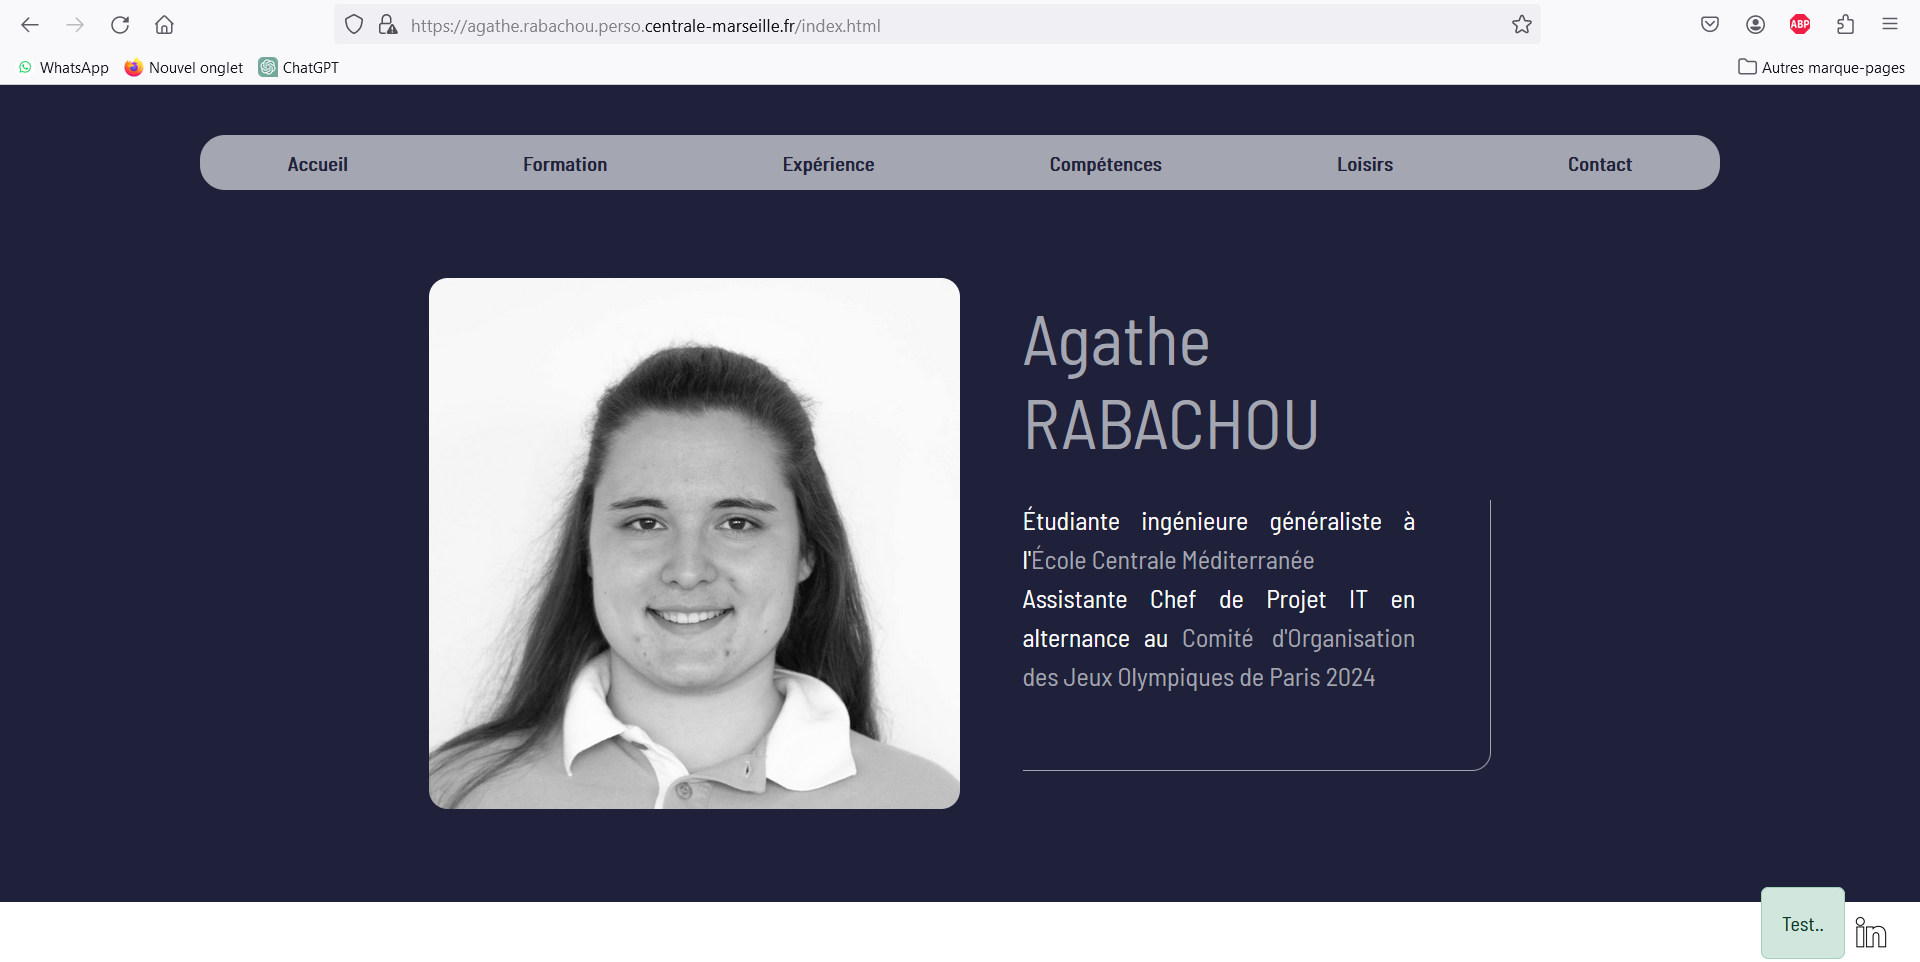 https://agathe.rabachou.perso.centrale-marseille.fr/index.html
ABP
WhatsApp Nouvel onglet ChatGPT Autres marque-pages
Accueil Formation Expérience Compétences Loisirs Contact
Agathe
RABACHOU
Étudiante ingénieure généraliste à
l'École Centrale Méditerranée
Assistante Chef de Projet IT en
alternance au Comité d'Organisation
des Jeux Olympiques de Paris 2024
Test..
in